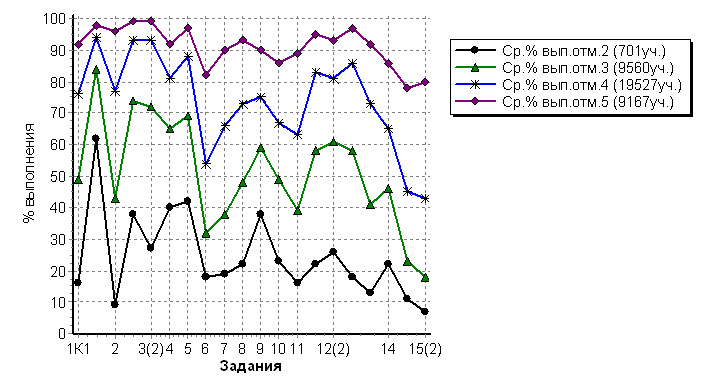 100
90
80
70
60
50
40
30
20
10
0
% выполнения
1К1 2 3(2) 4 5 6 7 8 9 10 11 12(2) 14 15(2)
Задания
Ср.% вып.отм.2 (701уч.)
Ср.% вып.отм.3 (9560уч.)
Ср.% вып.отм.4 (19527уч.)
Ср.% вып.отм.5 (9167уч.)